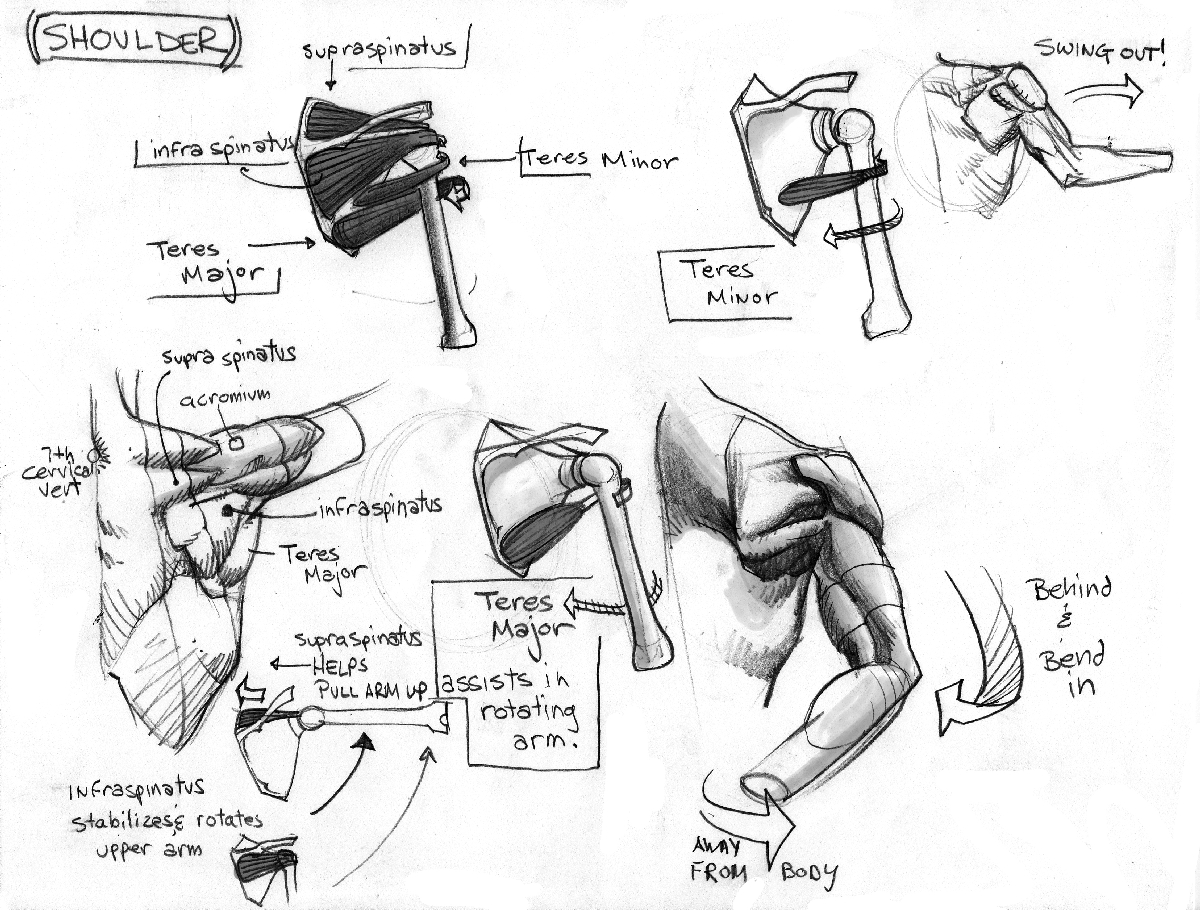 SHOULDER
supraspinatus
infraspinatus
Teres Minor
Teres
Major
SWING OUT!
Teres
Minor
supra spinatus
acromium
7th
cervical
vert
infraspinatus
Teres
Major
supraspinatus
HELPS
PULL ARM UP
Teres
Major
assists in
rotating
arm.
Behind
&
Bend
in
infraspinatus
stabilizes & rotates
upper arm
AWAY
FROM BODY